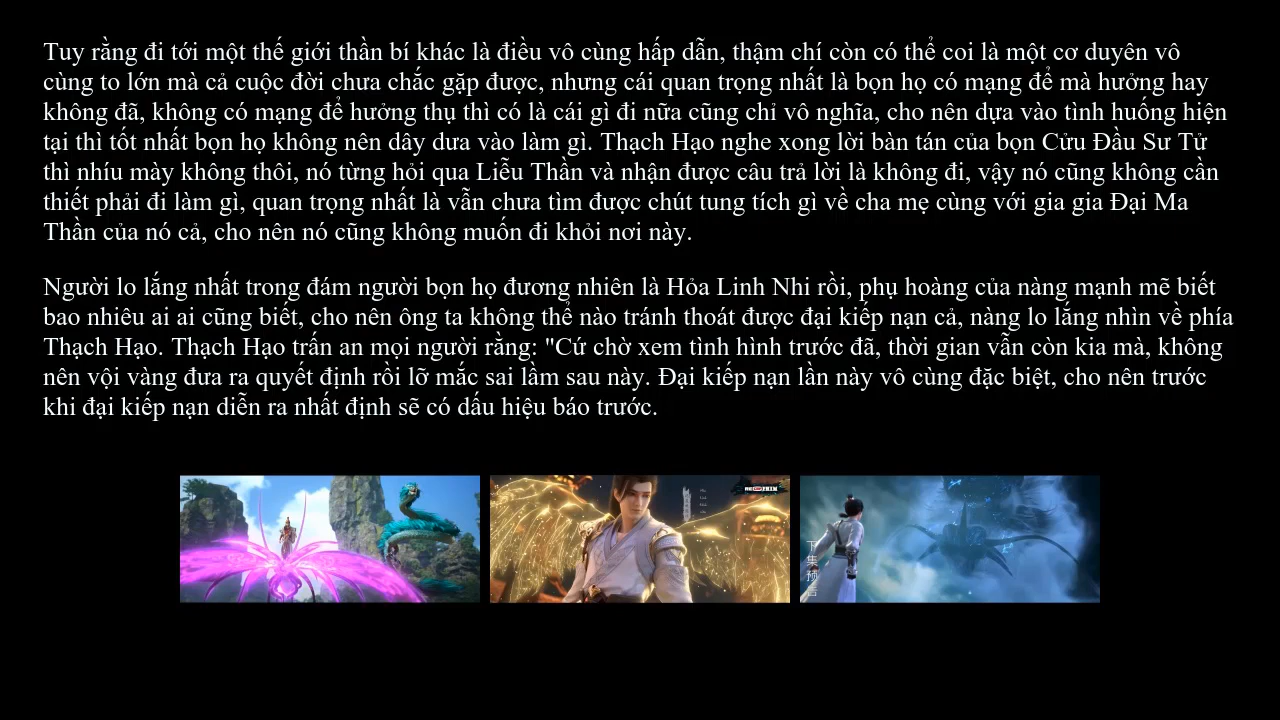 Tuy rằng đi tới một thế giới thần bí khác là điều vô cùng hấp dẫn, thậm chí còn có thể coi là một cơ duyên vô
cùng to lớn mà cả cuộc đời chưa chắc gặp được, nhưng cái quan trọng nhất là bọn họ có mạng để mà hưởng hay
không đã, không có mạng để hưởng thụ thì có là cái gì đi nữa cũng chỉ vô nghĩa, cho nên dựa vào tình huống hiện
tại thì tốt nhất bọn họ không nên dây dưa vào làm gì. Thạch Hạo nghe xong lời bàn tán của bọn Cửu Đầu Sư Tử
thì nhíu mày không thôi, nó từng hỏi qua Liễu Thần và nhận được câu trả lời là không đi, vậy nó cũng không cần
thiết phải đi làm gì, quan trọng nhất là vẫn chưa tìm được chút tung tích gì về cha mẹ cùng với gia gia Đại Ma
Thần của nó cả, cho nên nó cũng không muốn đi khỏi nơi này.
Người lo lắng nhất trong đám người bọn họ đương nhiên là Hỏa Linh Nhi rồi, phụ hoàng của nàng mạnh mẽ biết
bao nhiêu ai ai cũng biết, cho nên ông ta không thể nào tránh thoát được đại kiếp nạn cả, nàng lo lắng nhìn về phía
Thạch Hạo. Thạch Hạo trấn an mọi người rằng: "Cứ chờ xem tình hình trước đã, thời gian vẫn còn kia mà, không
nên vội vàng đưa ra quyết định rồi lỡ mắc sai lầm sau này. Đại kiếp nạn lần này vô cùng đặc biệt, cho nên trước
khi đại kiếp nạn diễn ra nhất định sẽ có dấu hiệu báo trước.
下集预告